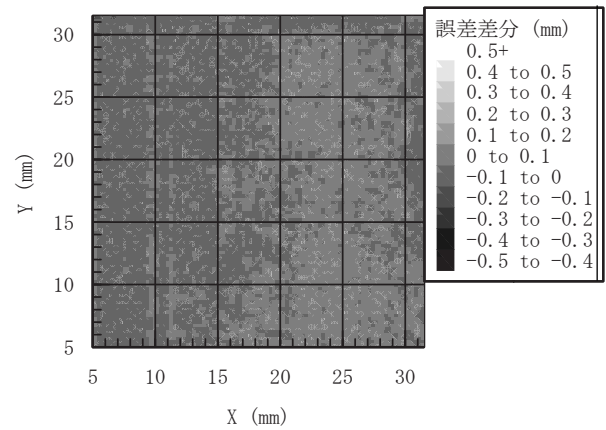 誤差差分 (mm)
0.5+
0.4 to 0.5
0.3 to 0.4
0.2 to 0.3
0.1 to 0.2
0 to 0.1
-0.1 to 0
-0.2 to -0.1
-0.3 to -0.2
-0.4 to -0.3
-0.5 to -0.4
30
25
20
15
10
5
Y (mm)
5 10 15 20 25 30
X (mm)